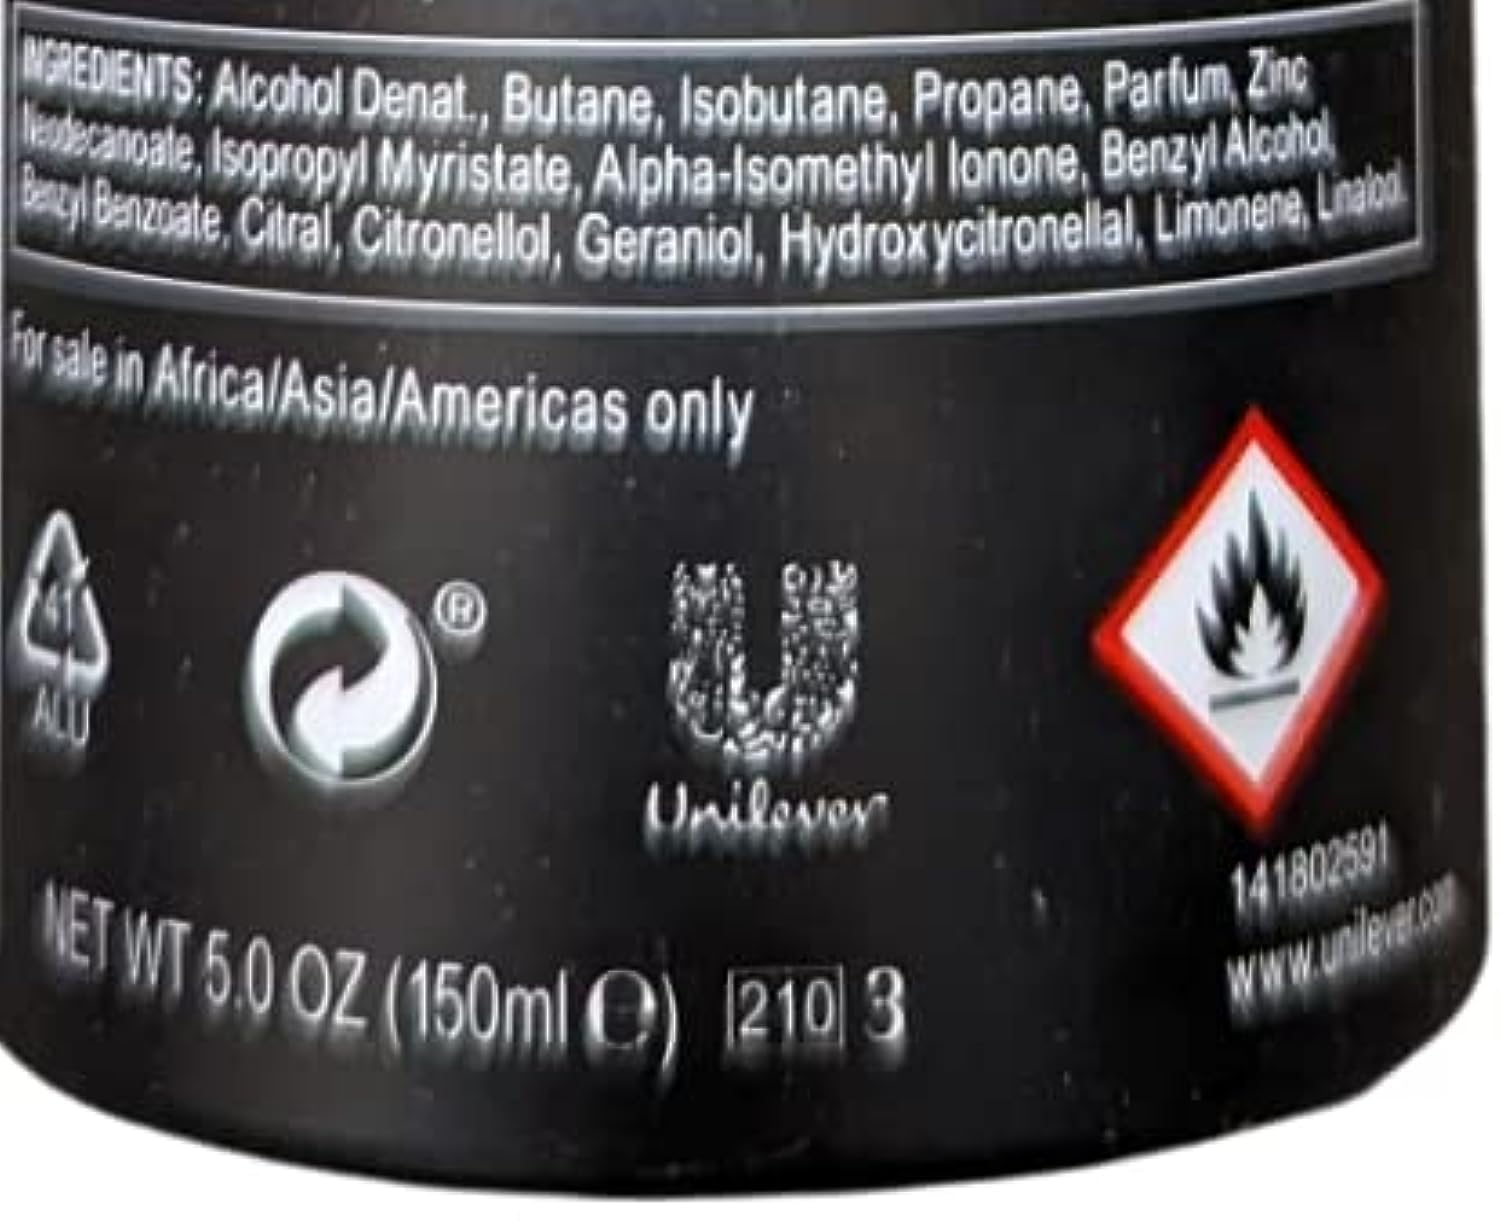 INGREDIENTS: Alcohol Denat., Butane, Isobutane, Propane, Parfum, Zinc
Neodecanoate, Isopropyl Myristate, Alpha-Isomethyl Ionone, Benzyl Alcohol,
Benzyl Benzoate, Citral, Citronellol, Geraniol, Hydroxycitronellal, Limonene, Linalool.
For sale in Africa/Asia/Americas only
41
ALU
®
Unilever
141802591
www.unilever.com
NET WT 5.0 OZ (150ml e) 210 3